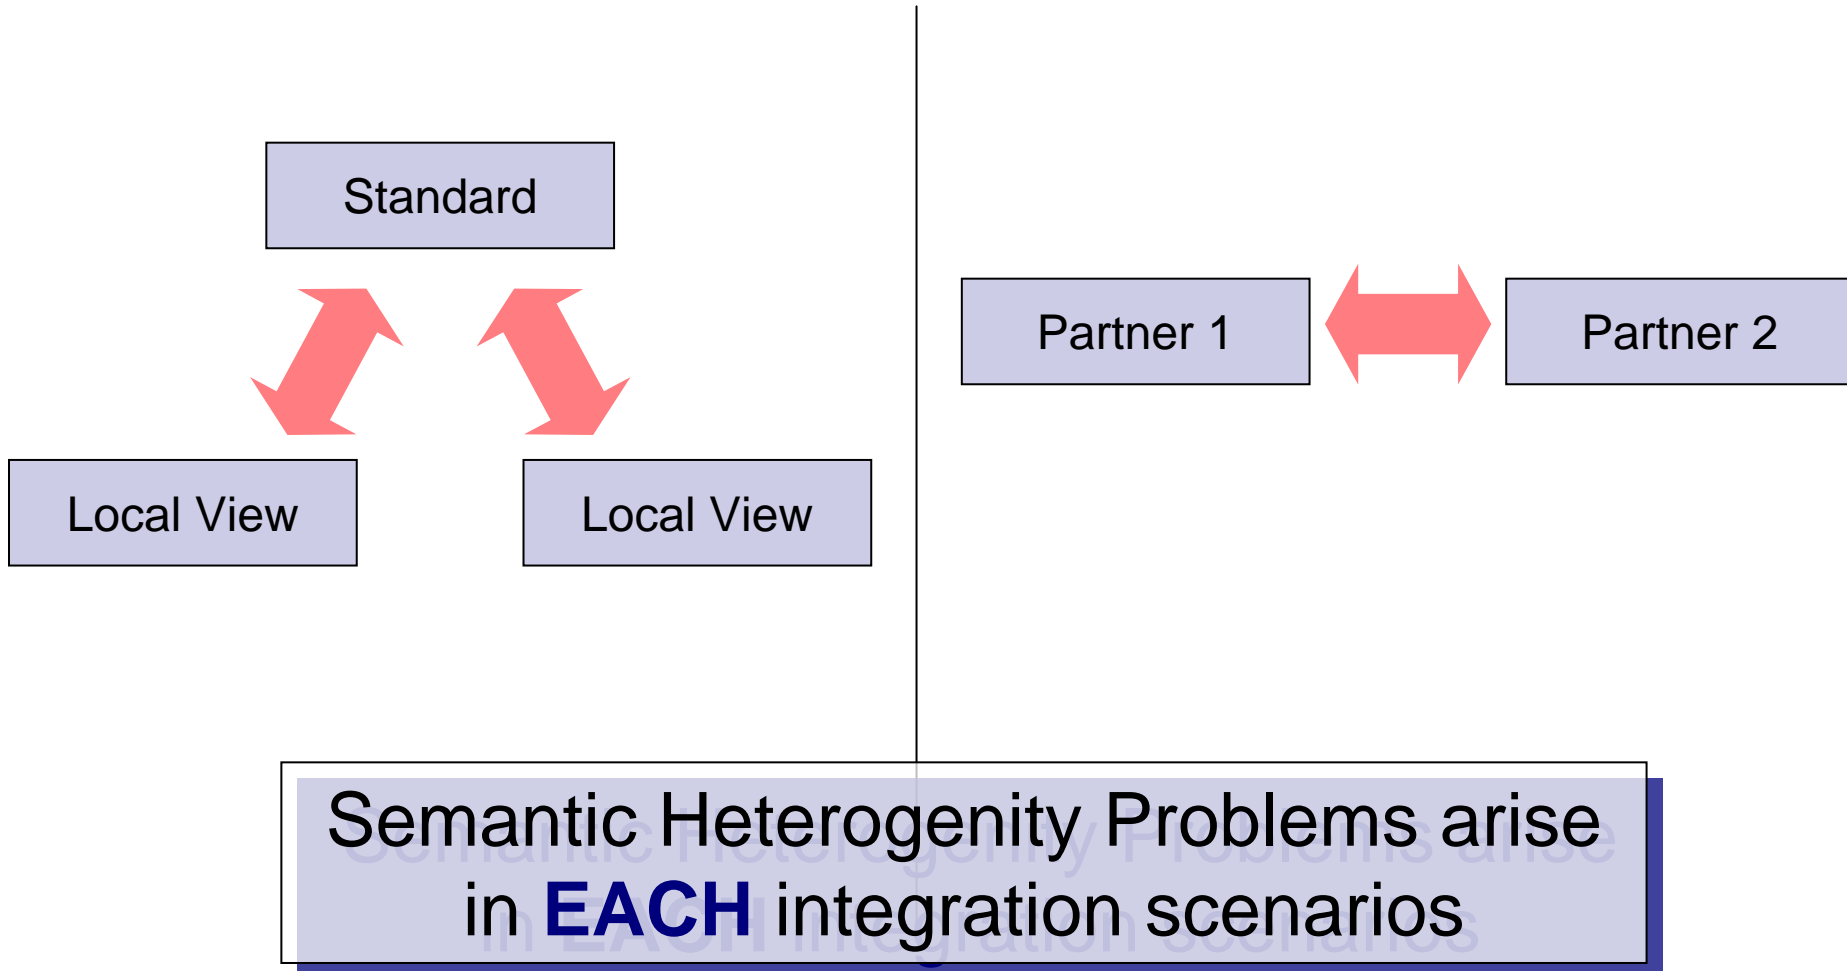 Standard
Local View
Local View
Partner 1
Partner 2
Semantic Heterogenity Problems arise
in EACH integration scenarios